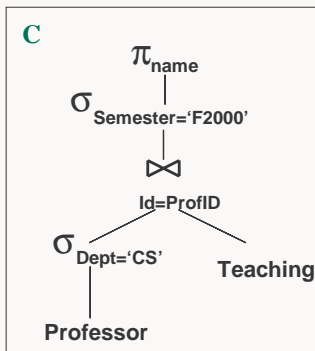 C
π name
σ Semester=‘F2000’
⋈
Id=ProfID
σ Dept=‘CS’
Teaching
Professor